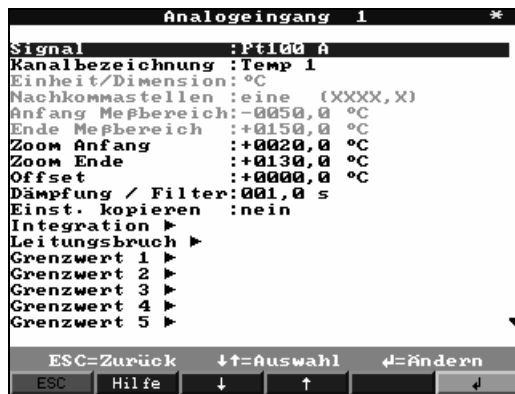 Analogeingang 1 *
Signal :Pt100 A
Kanalbezeichnung :Temp 1
Einheit/Dimension:°C
Nachkommastellen :eine (XXXX,X)
Anfang Meßbereich:-0050,0 °C
Ende Meßbereich :+0150,0 °C
Zoom Anfang :+0020,0 °C
Zoom Ende :+0130,0 °C
Offset :+0000,0 °C
Dämpfung / Filter:001,0 s
Einst. kopieren :nein
Integration ►
Leitungsbruch ►
Grenzwert 1 ►
Grenzwert 2 ►
Grenzwert 3 ►
Grenzwert 4 ►
Grenzwert 5 ►
ESC=Zurück ↓↑=Auswahl ↲=Ändern
ESC Hilfe ↓ ↑ ↲